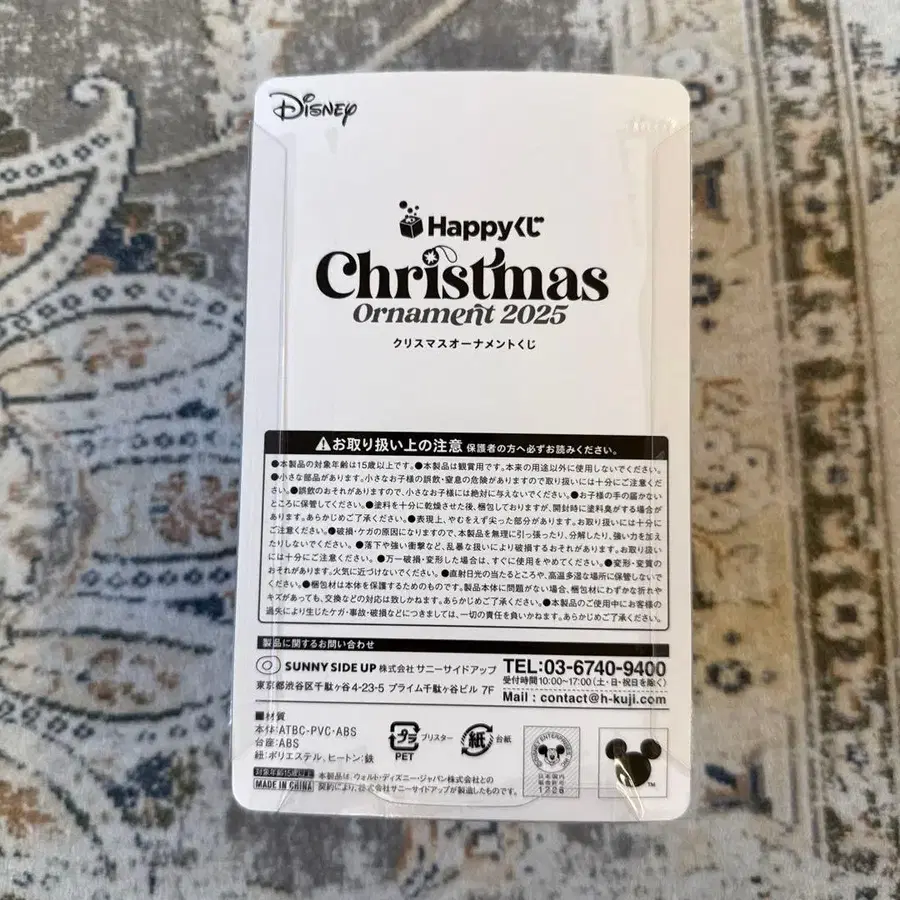 Disney
Happyくじ
Christmas
Ornament 2025
クリスマスオーナメントくじ
お取り扱い上の注意 保護者の方へ必ずお読みください。
●本製品の対象年齢は15歳以上です。●本製品は観賞用です。本来の用途以外に使用しないでください。
●小さな部品があります。小さなお子様の誤飲・窒息の危険がありますので取り扱いには十分にご注意くださ
い。●誤飲のおそれがありますので、小さなお子様には絶対に与えないでください。●お子様の手の届かない
ところに保管してください。●塗料を十分に乾燥させた後、梱包しておりますが、開封時に塗料臭がする場合が
あります。あらかじめご了承ください。●表現上、やむをえず尖った部分があります。お取り扱いには十分に
ご注意ください。●破損・ケガの原因になりますので、本製品を無理に引っ張ったり、分解したり、強い力を加え
たりしないでください。●落下や強い衝撃など、乱暴な扱いにより破損するおそれがあります。お取り扱い
には十分にご注意ください。●万一破損・変形した場合は、すぐに使用をやめてください。●変形・変質の
おそれがあります。火気に近づけないでください。●直射日光の当たるところや、高温多湿な場所に保管しないで
ください。●梱包材は本体を保護するためのものです。製品本体に問題がない場合、梱包材にわずかな折れや
キズがあっても、交換などの対応は致しかねます。あらかじめご了承ください。●本製品のご使用中にお客様の
過失により生じたケガ・事故・破損などにつきましては、一切の責任を負いかねます。あらかじめご了承ください。
製品に関するお問い合わせ
SUNNY SIDE UP 株式会社 サニーサイドアップ
東京都渋谷区千駄ヶ谷4-23-5 プライム千駄ヶ谷ビル 7F
TEL:03-6740-9400
受付時間10:00~17:00(土・日・祝日を除く)
Mail : contact@h-kuji.com
■材質
本体:ATBC-PVC・ABS
台座:ABS
紐:ポリエステル、ヒートン:鉄
プラ
PET
ブリスター
紙
台紙
日本国内
販売許可
1228
TM
対象年齢15歳以上
MADE IN CHINA
本製品は、ウォルト・ディズニー・ジャパン株式会社との
契約により、株式会社サニーサイドアップが製造したものです。